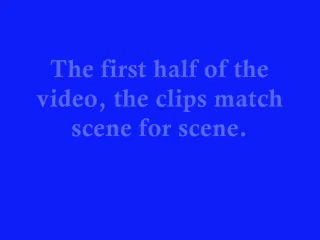 The first half of the
video, the clips match
scene for scene.